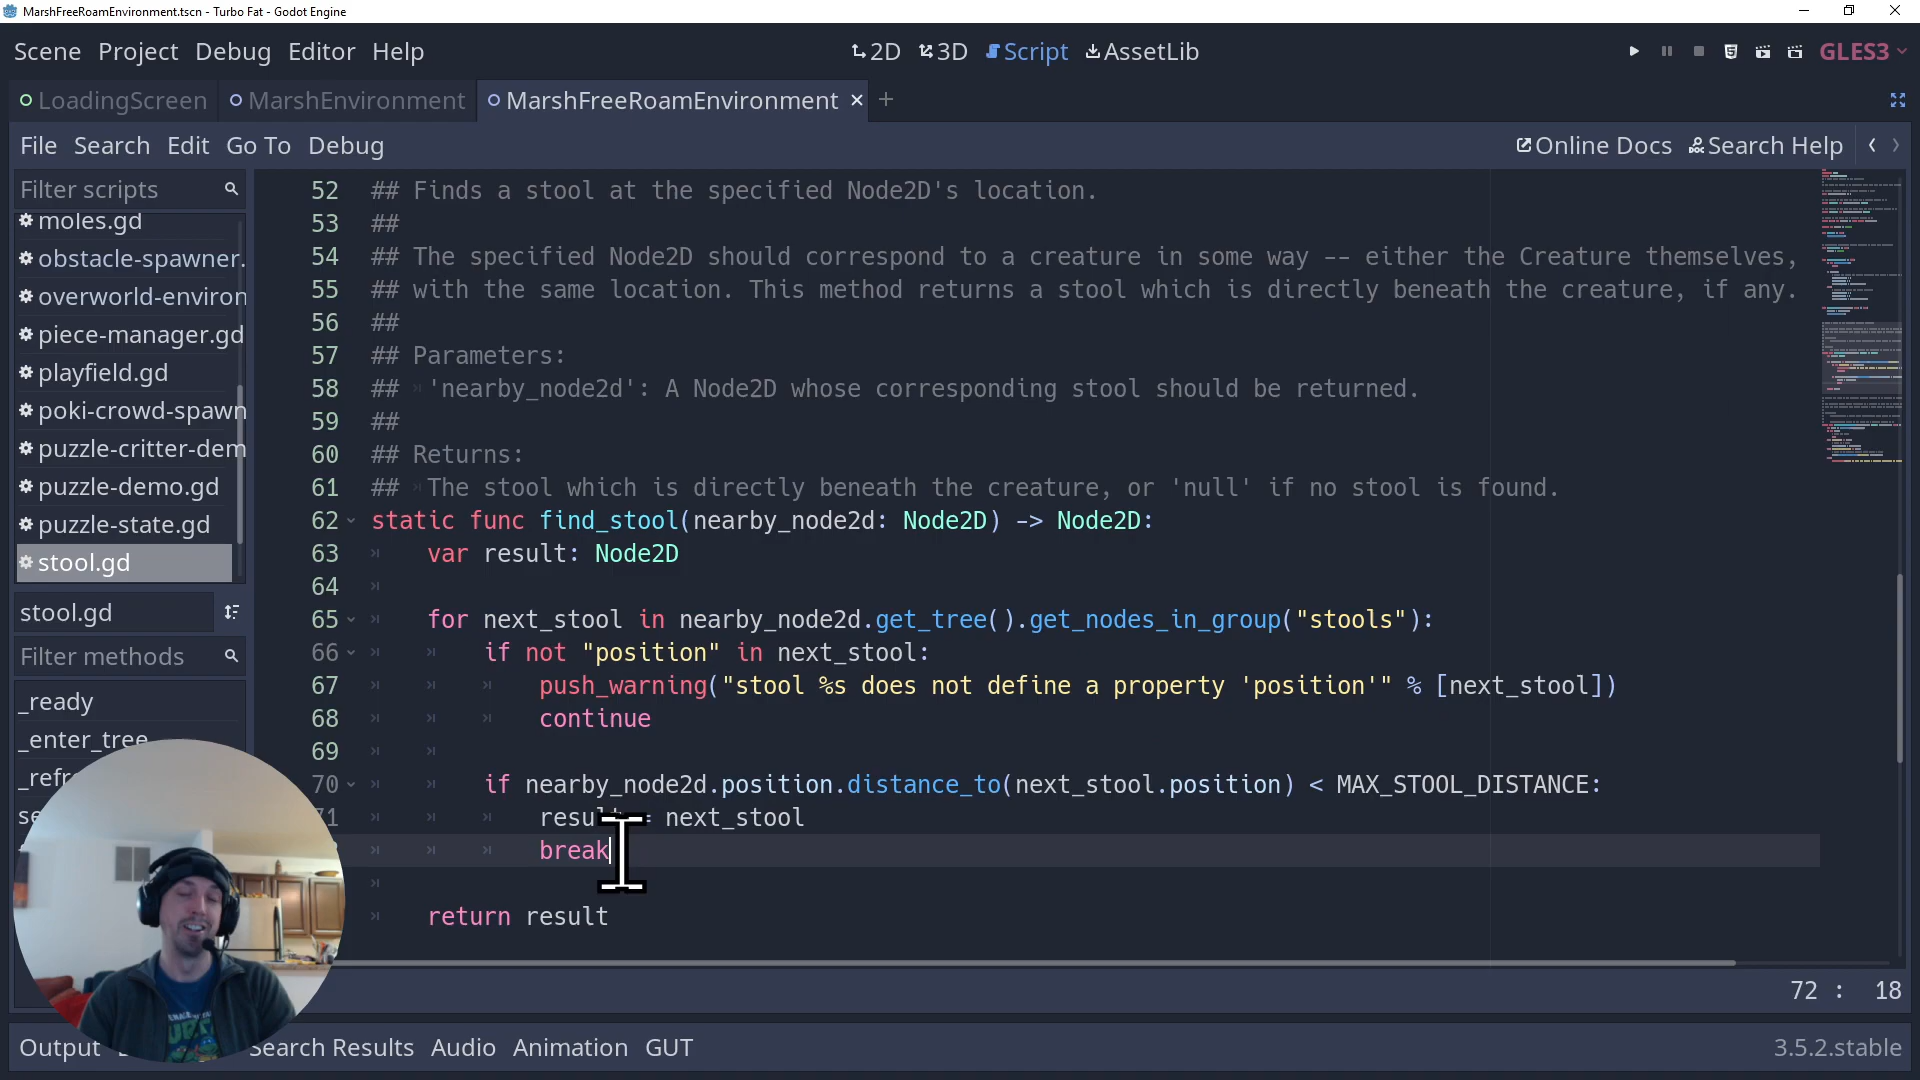 MarshFreeRoamEnvironment.tscn - Turbo Fat - Godot Engine
Scene Project Debug Editor Help 2D 3D Script AssetLib GLES3
LoadingScreen MarshEnvironment MarshFreeRoamEnvironment
File Search Edit Go To Debug Online Docs Search Help
Filter scripts
moles.gd
obstacle-spawner.
overworld-environ
piece-manager.gd
playfield.gd
poki-crowd-spawn
puzzle-critter-dem
puzzle-demo.gd
puzzle-state.gd
stool.gd
stool.gd
Filter methods
_ready
_enter_tree
_refr
se
52 ## Finds a stool at the specified Node2D's location.
53 ##
54 ## The specified Node2D should correspond to a creature in some way -- either the Creature themselves,
55 ## with the same location. This method returns a stool which is directly beneath the creature, if any.
56 ##
57 ## Parameters:
58 ## 'nearby_node2d': A Node2D whose corresponding stool should be returned.
59 ##
60 ## Returns:
61 ## The stool which is directly beneath the creature, or 'null' if no stool is found.
62 static func find_stool(nearby_node2d: Node2D) -> Node2D:
63 var result: Node2D
64
65 for next_stool in nearby_node2d.get_tree().get_nodes_in_group("stools"):
66 if not "position" in next_stool:
67 push_warning("stool %s does not define a property 'position'" % [next_stool])
68 continue
69
70 if nearby_node2d.position.distance_to(next_stool.position) < MAX_STOOL_DISTANCE:
71 result = next_stool
break
return result
72 : 18
Output Search Results Audio Animation GUT 3.5.2.stable